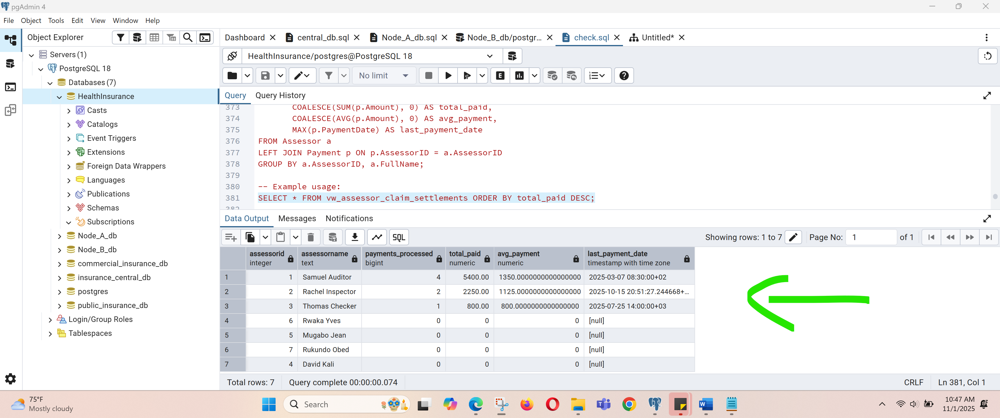 pgAdmin 4
File Object Tools Edit View Window Help
Object Explorer
Dashboard
central_db.sql
Node_A_db.sql
Node_B_db/postgr...
check.sql
Untitled*
Servers (1)
PostgreSQL 18
Databases (7)
HealthInsurance
Casts
Catalogs
Event Triggers
Extensions
Foreign Data Wrappers
Languages
Publications
Schemas
Subscriptions
Node_A_db
Node_B_db
commercial_insurance_db
insurance_central_db
postgres
public_insurance_db
Login/Group Roles
Tablespaces
HealthInsurance/postgres@PostgreSQL 18
No limit
E
Query Query History
373 COALESCE(SUM(p.Amount), 0) AS total_paid,
374 COALESCE(AVG(p.Amount), 0) AS avg_payment,
375 MAX(p.PaymentDate) AS last_payment_date
376 FROM Assessor a
377 LEFT JOIN Payment p ON p.AssessorID = a.AssessorID
378 GROUP BY a.AssessorID, a.FullName;
379
380 -- Example usage:
381 SELECT * FROM vw_assessor_claim_settlements ORDER BY total_paid DESC;
382
Data Output Messages Notifications
SQL
Showing rows: 1 to 7 Page No: 1 of 1
assessorid assessorname payments_processed total_paid avg_payment last_payment_date
integer text bigint numeric numeric timestamp with time zone
1 1 Samuel Auditor 4 5400.00 1350.0000000000000000 2025-03-07 08:30:00+02
2 2 Rachel Inspector 2 2250.00 1125.0000000000000000 2025-10-15 20:51:27.244668+...
3 3 Thomas Checker 1 800.00 800.0000000000000000 2025-07-25 14:00:00+03
4 6 Rwaka Yves 0 0 0 [null]
5 5 Mugabo Jean 0 0 0 [null]
6 7 Rukundo Obed 0 0 0 [null]
7 4 David Kali 0 0 0 [null]
Total rows: 7 Query complete 00:00:00.074 CRLF Ln 381, Col 1
75°F
Mostly cloudy
Search
10:47 AM
11/1/2025